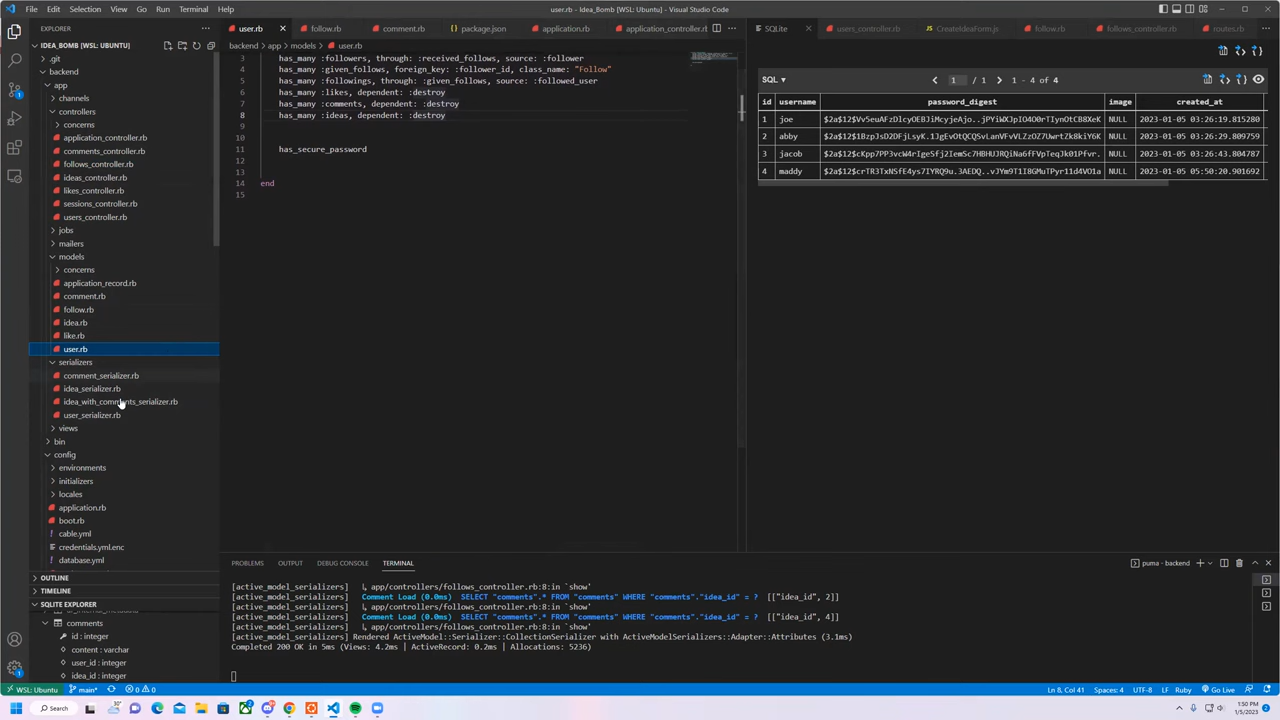 File Edit Selection View Go Run Terminal Help
user.rb - Idea_Bomb [WSL: Ubuntu] - Visual Studio Code
EXPLORER
IDEA_BOMB [WSL: UBUNTU]
.git
backend
app
channels
controllers
concerns
application_controller.rb
comments_controller.rb
follows_controller.rb
ideas_controller.rb
likes_controller.rb
sessions_controller.rb
users_controller.rb
jobs
mailers
models
concerns
application_record.rb
comment.rb
follow.rb
idea.rb
like.rb
user.rb
serializers
comment_serializer.rb
idea_serializer.rb
idea_with_comments_serializer.rb
user_serializer.rb
views
bin
config
environments
initializers
locales
application.rb
boot.rb
cable.yml
credentials.yml.enc
database.yml
OUTLINE
TIMELINE
SQLITE EXPLORER
comments
id : integer
content : varchar
user_id : integer
idea_id : integer
user.rb follow.rb comment.rb package.json application.rb application_controller.rb
backend > app > models > user.rb
3 has_many :followers, through: :received_follows, source: :follower
4 has_many :given_follows, foreign_key: :follower_id, class_name: "Follow"
5 has_many :followings, through: :given_follows, source: :followed_user
6 has_many :likes, dependent: :destroy
7 has_many :comments, dependent: :destroy
8 has_many :ideas, dependent: :destroy
9
10
11 has_secure_password
12
13
14 end
15
SQLite users_controller.rb CreateIdeaForm.js follow.rb follows_controller.rb routes.rb
SQL 1 / 1 1 - 4 of 4
id username password_digest image created_at
1 joe NULL 2023-01-05 03:26:19.815280
2 abby NULL 2023-01-05 03:26:29.809759
3 jacob NULL 2023-01-05 03:26:43.804787
4 maddy NULL 2023-01-05 05:50:20.901692
PROBLEMS OUTPUT DEBUG CONSOLE TERMINAL
puma - backend
[active_model_serializers] ↳ app/controllers/follows_controller.rb:8:in `show'
[active_model_serializers] Comment Load (0.0ms) SELECT "comments".* FROM "comments" WHERE "comments"."idea_id" = ? [["idea_id", 2]]
[active_model_serializers] ↳ app/controllers/follows_controller.rb:8:in `show'
[active_model_serializers] Comment Load (0.0ms) SELECT "comments".* FROM "comments" WHERE "comments"."idea_id" = ? [["idea_id", 4]]
[active_model_serializers] ↳ app/controllers/follows_controller.rb:8:in `show'
[active_model_serializers] Rendered ActiveModel::Serializer::CollectionSerializer with ActiveModelSerializers::Adapter::Attributes (3.1ms)
Completed 200 OK in 5ms (Views: 4.2ms | ActiveRecord: 0.2ms | Allocations: 5236)
WSL: Ubuntu main* 0 0
Ln 8, Col 41 Spaces: 4 UTF-8 LF Ruby Go Live
Search
1:50 PM
1/5/2023